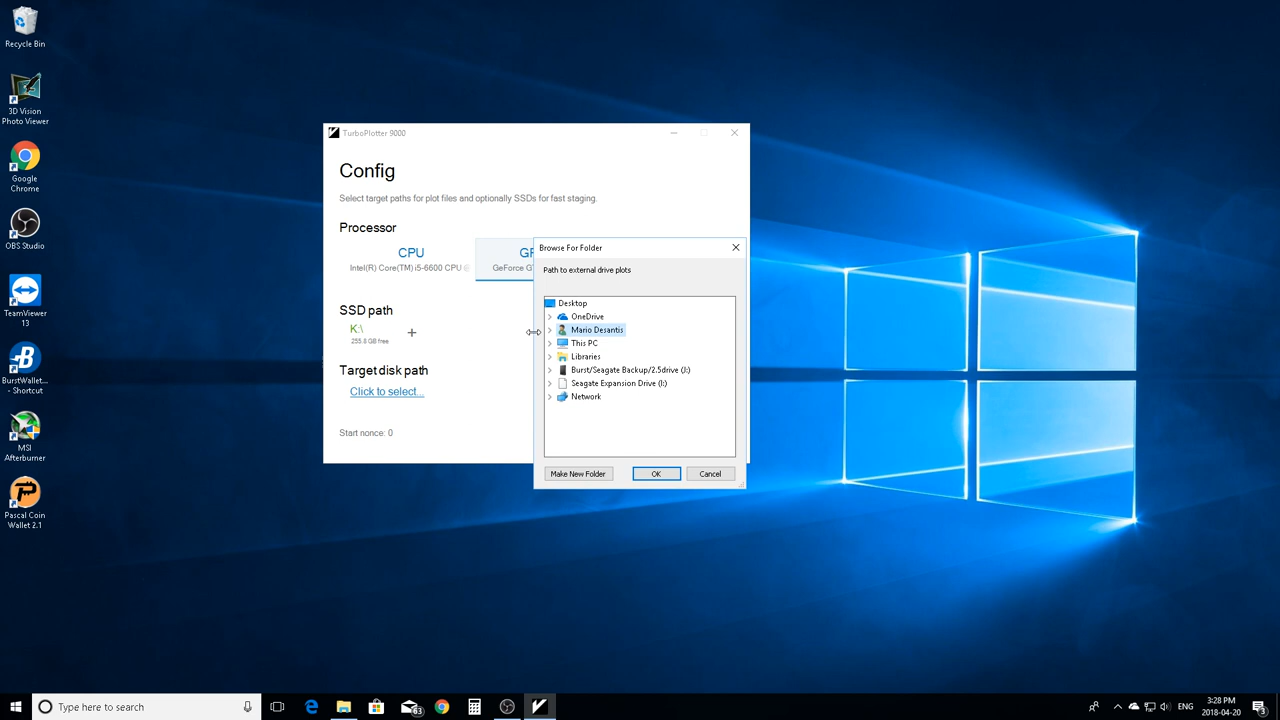 Recycle Bin
3D Vision
Photo Viewer
Google
Chrome
OBS Studio
TeamViewer
13
BurstWallet...
- Shortcut
MSI
Afterburner
Pascal Coin
Wallet 2.1
TurboPlotter 9000
Config
Select target paths for plot files and optionally SSDs for fast staging.
Processor
CPU
Intel(R) Core(TM) i5-6600 CPU @
GeForce G
SSD path
K:\
255.8 GB free
+
Target disk path
Click to select...
Start nonce: 0
Browse For Folder
Path to external drive plots
Desktop
OneDrive
Mario Desantis
This PC
Libraries
Burst/Seagate Backup/2.5drive (J:)
Seagate Expansion Drive (I:)
Network
Make New Folder
OK
Cancel
Type here to search
63
ENG
3:28 PM
2018-04-20